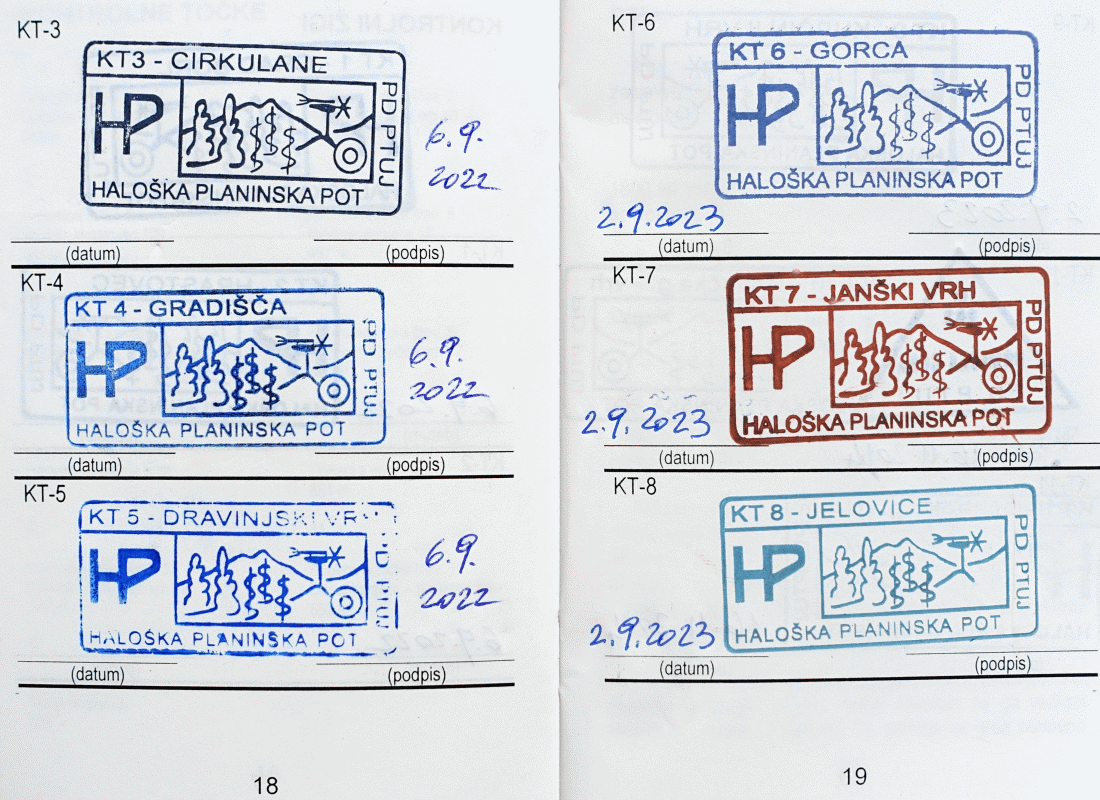 KT-3
KT3 - CIRKULANE
HP
PD PTUJ
HALOŠKA PLANINSKA POT
6.9.
2022
(datum) (podpis)
KT-4
KT 4 - GRADIŠČA
HP
PD PTUJ
HALOŠKA PLANINSKA POT
6.9.
2022
(datum) (podpis)
KT-5
KT 5 - DRAVINJSKI VRH
HP
PD PTUJ
HALOŠKA PLANINSKA POT
6.9.
2022
(datum) (podpis)
18
KT-6
KT 6 - GORCA
HP
PD PTUJ
HALOŠKA PLANINSKA POT
2.9.2023
(datum) (podpis)
KT-7
KT 7 - JANŠKI VRH
HP
PD PTUJ
HALOŠKA PLANINSKA POT
2.9.2023
(datum) (podpis)
KT-8
KT 8 - JELOVICE
HP
PD PTUJ
HALOŠKA PLANINSKA POT
2.9.2023
(datum) (podpis)
19